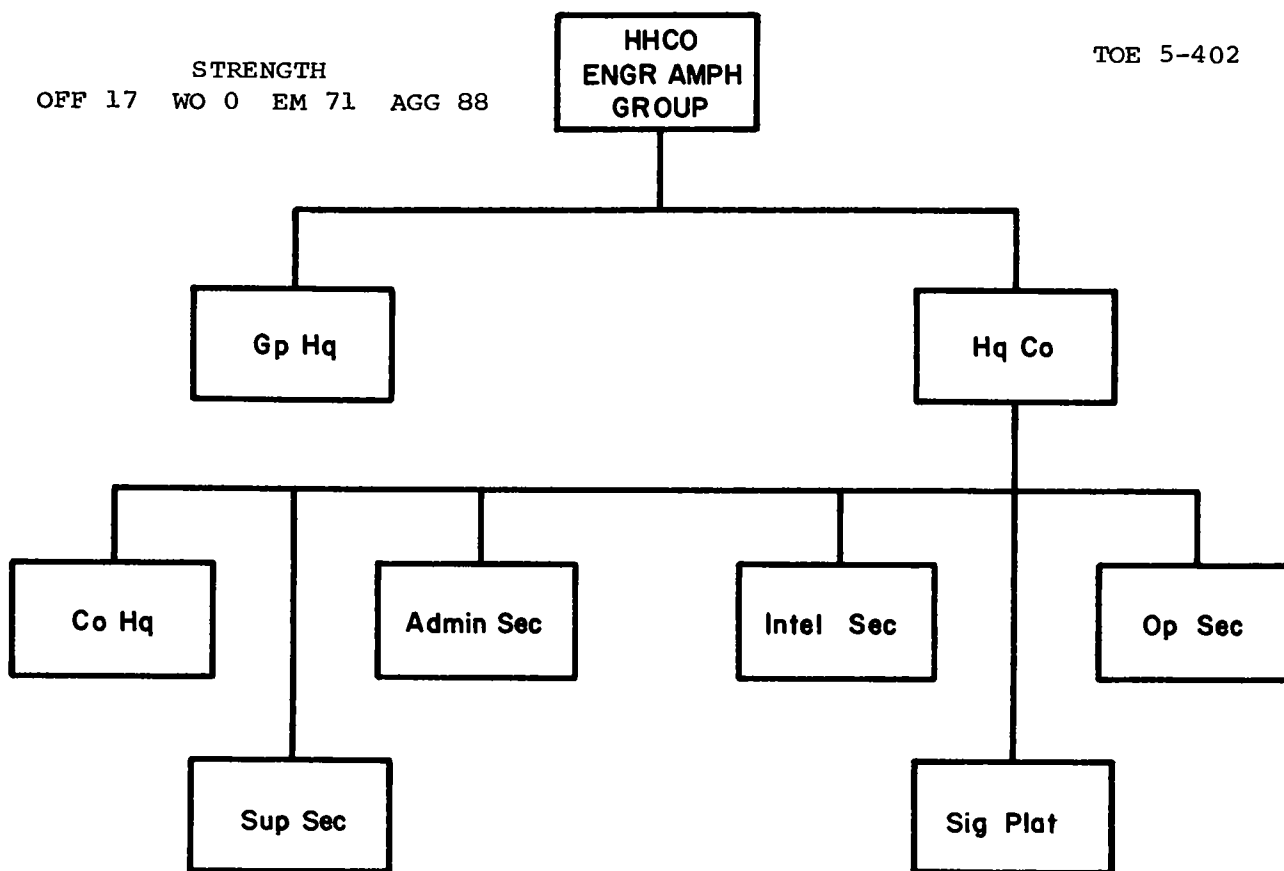 STRENGTH
OFF 17 WO 0 EM 71 AGG 88
HHCO
ENGR AMPH
GROUP
TOE 5-402
Gp Hq
Hq Co
Co Hq
Admin Sec
Intel Sec
Op Sec
Sup Sec
Sig Plat